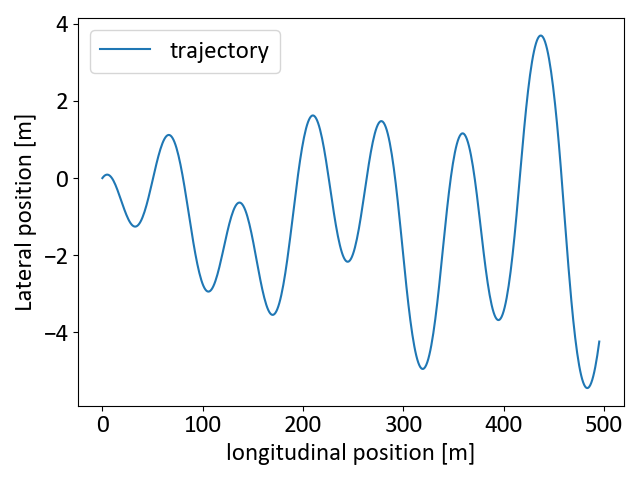 trajectory
Lateral position [m]
4
2
0
−2
−4
0 100 200 300 400 500
longitudinal position [m]